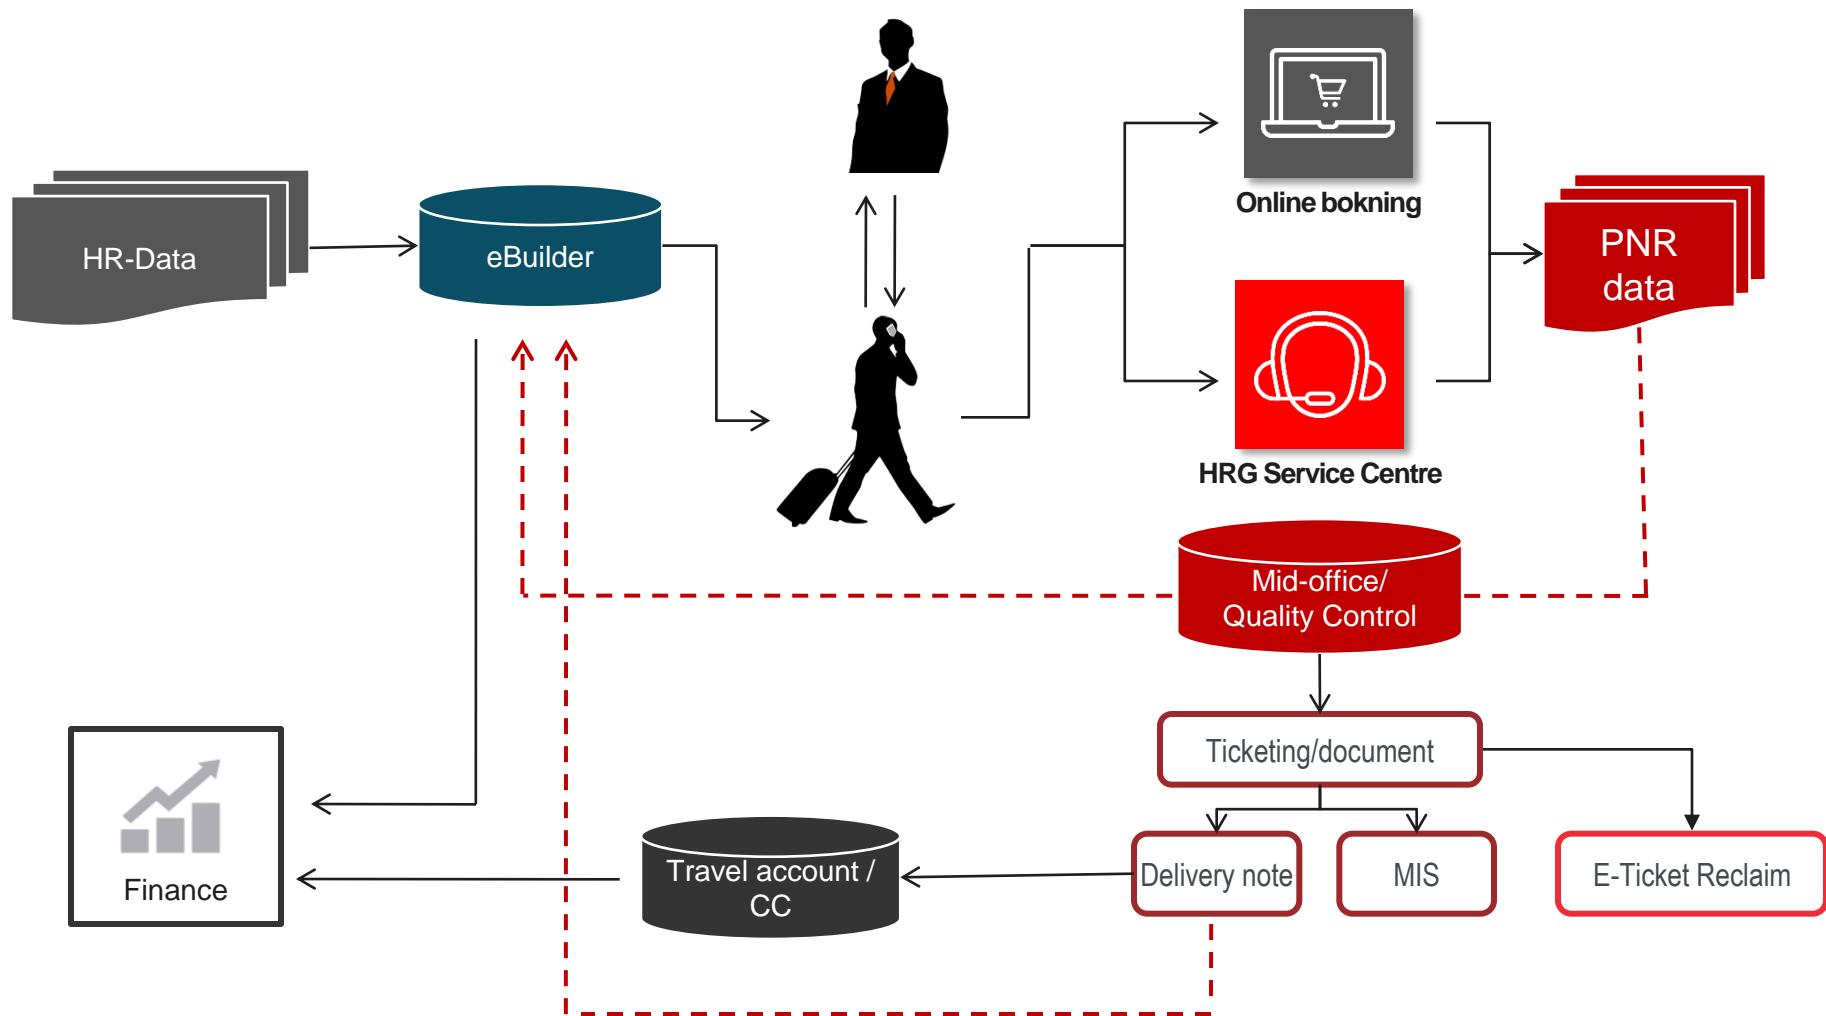 Online bokning
HR-Data
eBuilder
PNR
data
HRG Service Centre
Mid-office/
Quality Control
Ticketing/document
Finance
Travel account /
CC
Delivery note
MIS
E-Ticket Reclaim